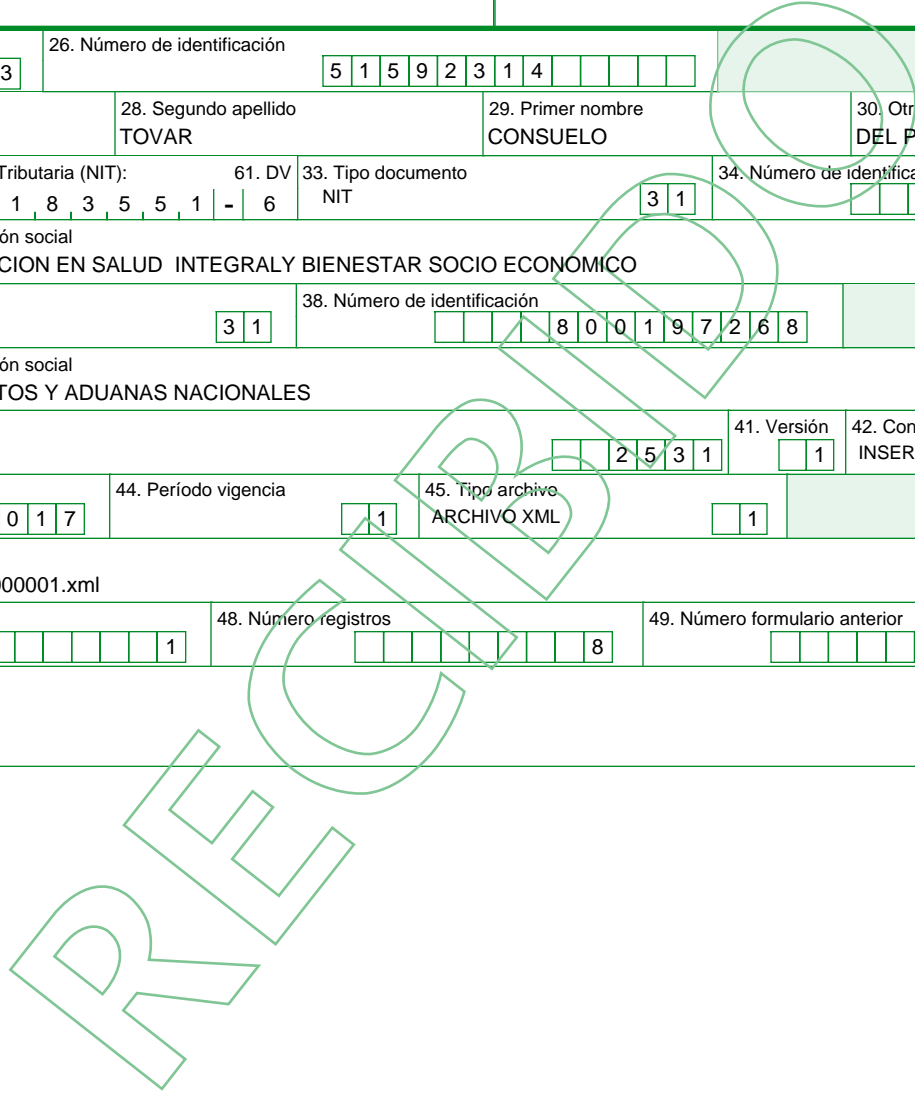 26. Número de identificación
3 5 1 5 9 2 3 1 4
28. Segundo apellido 29. Primer nombre 30. Otr
TOVAR CONSUELO DEL P
Tributaria (NIT): 61. DV 33. Tipo documento 34. Número de identifica
1 8 3 5 5 1 - 6 NIT 3 1
ón social
CION EN SALUD INTEGRALY BIENESTAR SOCIO ECONOMICO
38. Número de identificación
3 1 8 0 0 1 9 7 2 6 8
ón social
TOS Y ADUANAS NACIONALES
41. Versión 42. Con
2 5 3 1 1 INSER
44. Período vigencia 45. Tipo archivo
0 1 7 1 ARCHIVO XML 1
000001.xml
48. Número registros 49. Número formulario anterior
1 8
RECIBIDO